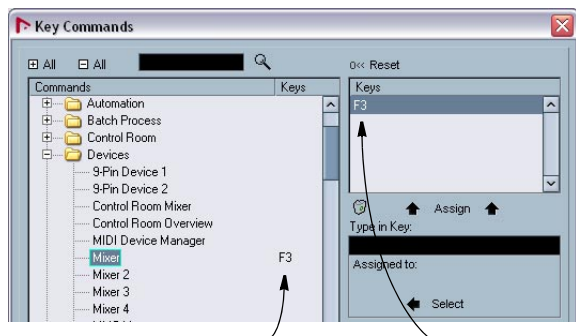 Key Commands
All All
Reset
Commands Keys
Automation
Batch Process
Control Room
Devices
9-Pin Device 1
9-Pin Device 2
Control Room Mixer
Control Room Overview
MIDI Device Manager
Mixer F3
Mixer 2
Mixer 3
Mixer 4
Keys
F3
Assign
Type in Key:
Assigned to:
Select